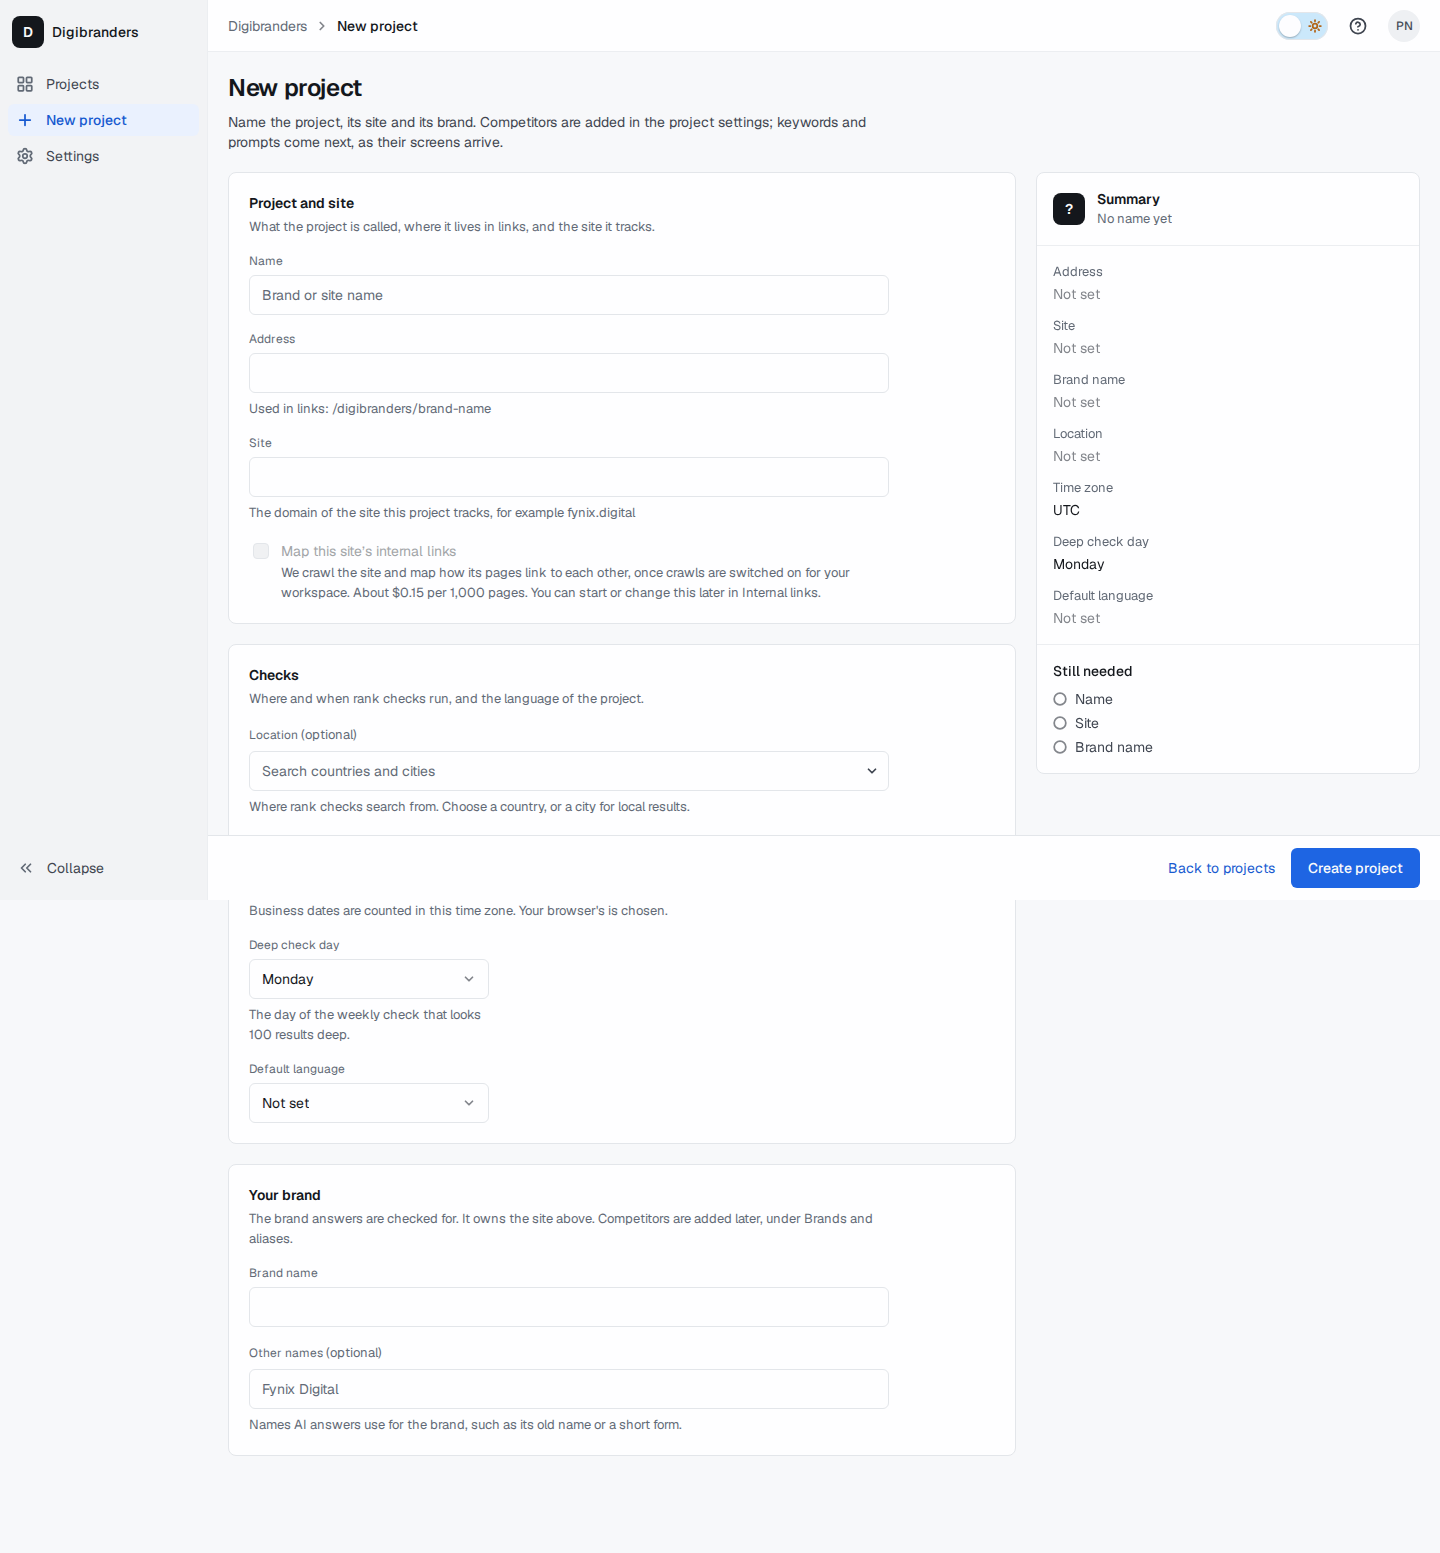 D Digibranders
Projects
New project
Settings
Collapse
Digibranders > New project
PN
New project
Name the project, its site and its brand. Competitors are added in the project settings; keywords and
prompts come next, as their screens arrive.
Project and site
What the project is called, where it lives in links, and the site it tracks.
Name
Brand or site name
Address
Used in links: /digibranders/brand-name
Site
The domain of the site this project tracks, for example fynix.digital
Map this site's internal links
We crawl the site and map how its pages link to each other, once crawls are switched on for your
workspace. About $0.15 per 1,000 pages. You can start or change this later in Internal links.
Checks
Where and when rank checks run, and the language of the project.
Location (optional)
Search countries and cities
Where rank checks search from. Choose a country, or a city for local results.
Back to projects
Create project
Business dates are counted in this time zone. Your browser's is chosen.
Deep check day
Monday
The day of the weekly check that looks
100 results deep.
Default language
Not set
Your brand
The brand answers are checked for. It owns the site above. Competitors are added later, under Brands and
aliases.
Brand name
Other names (optional)
Fynix Digital
Names AI answers use for the brand, such as its old name or a short form.
?
Summary
No name yet
Address
Not set
Site
Not set
Brand name
Not set
Location
Not set
Time zone
UTC
Deep check day
Monday
Default language
Not set
Still needed
Name
Site
Brand name